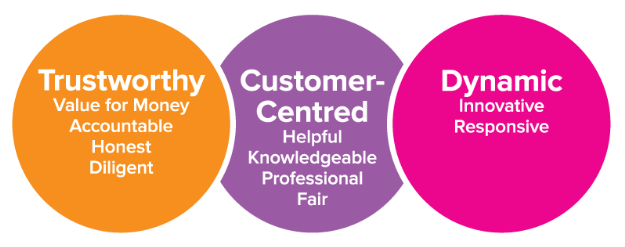 Trustworthy
Value for Money
Accountable
Honest
Diligent
Customer-
Centred
Helpful
Knowledgeable
Professional
Fair
Dynamic
Innovative
Responsive